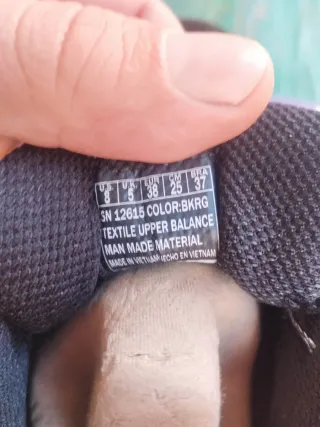 U.S. U.K. EUR CM BRA
8 5 38 25 37
SN 12615 COLOR:BKRG
TEXTILE UPPER BALANCE
MAN MADE MATERIAL
MADE IN VIETNAM HECHO EN VIETNAM